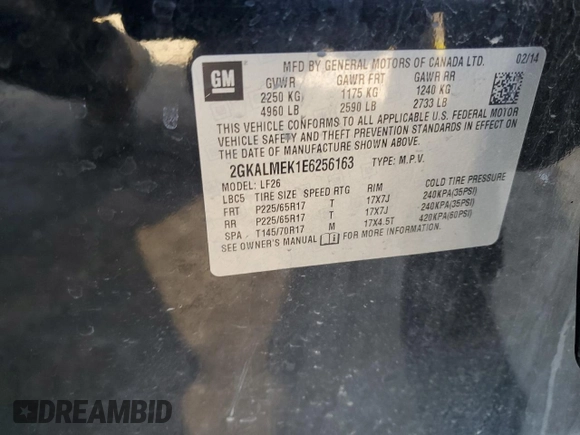 MFD BY GENERAL MOTORS OF CANADA LTD. 02/14
GM
GVWR GAWR FRT GAWR RR
2250 KG 1175 KG 1240 KG
4960 LB 2590 LB 2733 LB
THIS VEHICLE CONFORMS TO ALL APPLICABLE U.S. FEDERAL MOTOR
VEHICLE SAFETY AND THEFT PREVENTION STANDARDS IN EFFECT ON
THE DATE OF MANUFACTURE SHOWN ABOVE.
2GKALMEK1E6256163 TYPE: M.P.V.
MODEL: LF26
LBC5 TIRE SIZE SPEED RTG RIM COLD TIRE PRESSURE
FRT P225/65R17 T 17X7J 240KPA(35PSI)
RR P225/65R17 T 17X7J 240KPA(35PSI)
SPA T145/70R17 M 17X4.5T 420KPA(60PSI)
SEE OWNER'S MANUAL FOR MORE INFORMATION.
DREAMBID